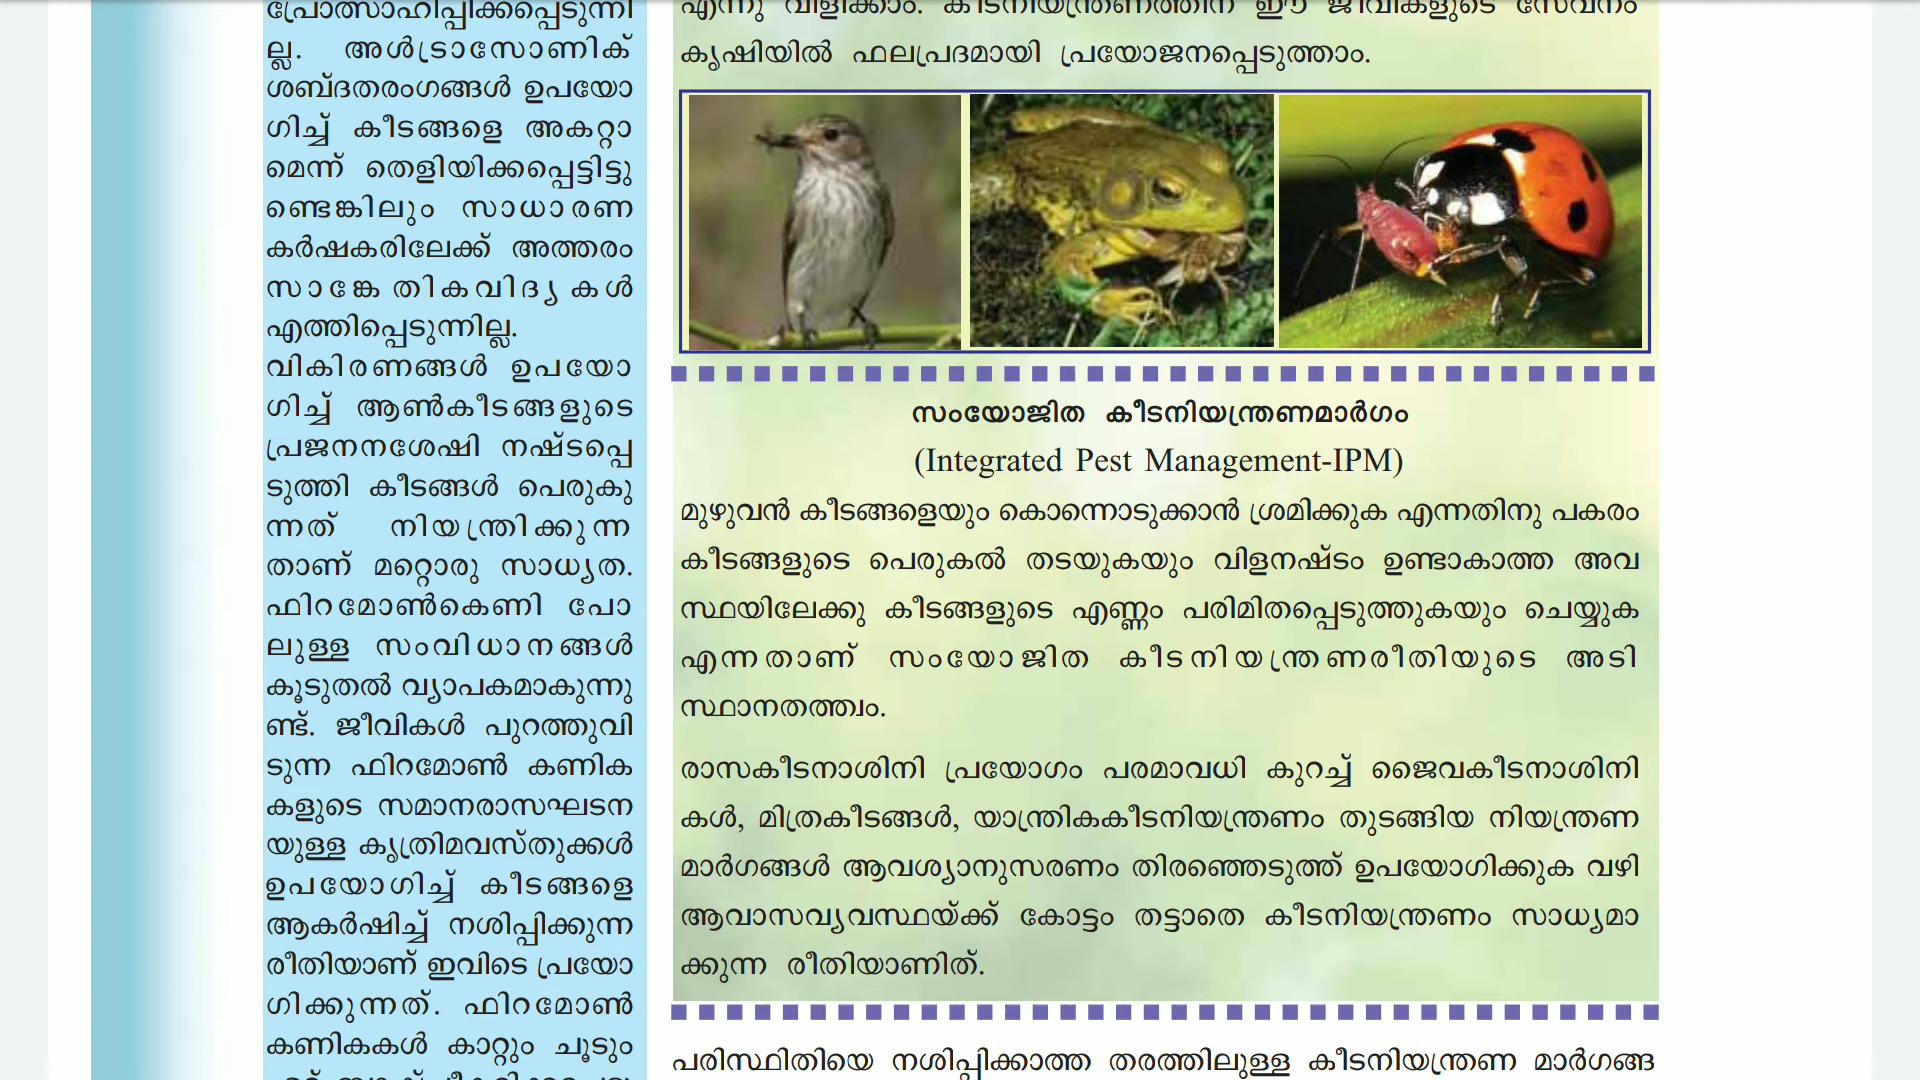 പ്രോത്സാഹിപ്പിക്കപ്പെടുന്നി
ല്ല. അൾട്രാസോണിക്
ശബ്ദതരംഗങ്ങൾ ഉപയോ
ഗിച്ച് കീടങ്ങളെ അകറ്റാ
മെന്ന് തെളിയിക്കപ്പെട്ടിട്ടു
ണ്ടെങ്കിലും സാധാരണ
കർഷകരിലേക്ക് അത്തരം
സാങ്കേതികവിദ്യകൾ
എത്തിപ്പെടുന്നില്ല.
വികിരണങ്ങൾ ഉപയോ
ഗിച്ച് ആൺകീടങ്ങളുടെ
പ്രജനനശേഷി നഷ്ടപ്പെ
ടുത്തി കീടങ്ങൾ പെരുകു
ന്നത് നിയന്ത്രിക്കുന്ന
താണ് മറ്റൊരു സാധ്യത.
ഫിറമോൺകെണി പോ
ലുള്ള സംവിധാനങ്ങൾ
കൂടുതൽ വ്യാപകമാകുന്നു
ണ്ട്. ജീവികൾ പുറത്തുവി
ടുന്ന ഫിറമോൺ കണിക
കളുടെ സമാനരാസഘടന
യുള്ള കൃത്രിമവസ്തുക്കൾ
ഉപയോഗിച്ച് കീടങ്ങളെ
ആകർഷിച്ച് നശിപ്പിക്കുന്ന
രീതിയാണ് ഇവിടെ പ്രയോ
ഗിക്കുന്നത്. ഫിറമോൺ
കണികകൾ കാറ്റും ചൂടും
എന്നു വിളിക്കാം. കീടനിയന്ത്രണത്തിന് ഈ ജീവികളുടെ സേവനം
കൃഷിയിൽ ഫലപ്രദമായി പ്രയോജനപ്പെടുത്താം.
സംയോജിത കീടനിയന്ത്രണമാർഗം
(Integrated Pest Management-IPM)
മുഴുവൻ കീടങ്ങളെയും കൊന്നൊടുക്കാൻ ശ്രമിക്കുക എന്നതിനു പകരം
കീടങ്ങളുടെ പെരുകൽ തടയുകയും വിളനഷ്ടം ഉണ്ടാകാത്ത അവ
സ്ഥയിലേക്കു കീടങ്ങളുടെ എണ്ണം പരിമിതപ്പെടുത്തുകയും ചെയ്യുക
എന്നതാണ് സംയോജിത കീടനിയന്ത്രണരീതിയുടെ അടി
സ്ഥാനതത്ത്വം.
രാസകീടനാശിനി പ്രയോഗം പരമാവധി കുറച്ച് ജൈവകീടനാശിനി
കൾ, മിത്രകീടങ്ങൾ, യാന്ത്രികകീടനിയന്ത്രണം തുടങ്ങിയ നിയന്ത്രണ
മാർഗങ്ങൾ ആവശ്യാനുസരണം തിരഞ്ഞെടുത്ത് ഉപയോഗിക്കുക വഴി
ആവാസവ്യവസ്ഥയ്ക്ക് കോട്ടം തട്ടാതെ കീടനിയന്ത്രണം സാധ്യമാ
ക്കുന്ന രീതിയാണിത്.
പരിസ്ഥിതിയെ നശിപ്പിക്കാത്ത തരത്തിലുള്ള കീടനിയന്ത്രണ മാർഗങ്ങ